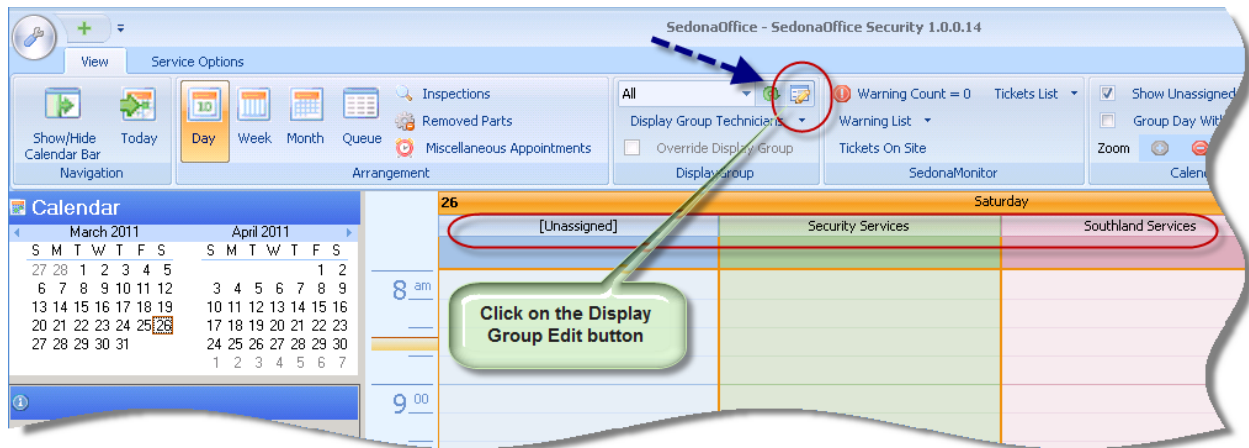 SedonaOffice - SedonaOffice Security 1.0.0.14
View Service Options
Show/Hide Calendar Bar
Today
Navigation
10
Day Week Month Queue
Inspections
Removed Parts
Miscellaneous Appointments
Arrangement
All
Display Group Technicians
Override Display Group
DisplayGroup
Warning Count = 0 Tickets List
Warning List
Tickets On Site
SedonaMonitor
Show Unassigned
Group Day With
Zoom
Calend
Calendar
March 2011 April 2011
S M T W T F S S M T W T F S
27 28 1 2 3 4 5 1 2
6 7 8 9 10 11 12 3 4 5 6 7 8 9
13 14 15 16 17 18 19 10 11 12 13 14 15 16
20 21 22 23 24 25 26 17 18 19 20 21 22 23
27 28 29 30 31 24 25 26 27 28 29 30
1 2 3 4 5 6 7
26 Saturday
[Unassigned] Security Services Southland Services
8 am
9 00
Click on the Display
Group Edit button